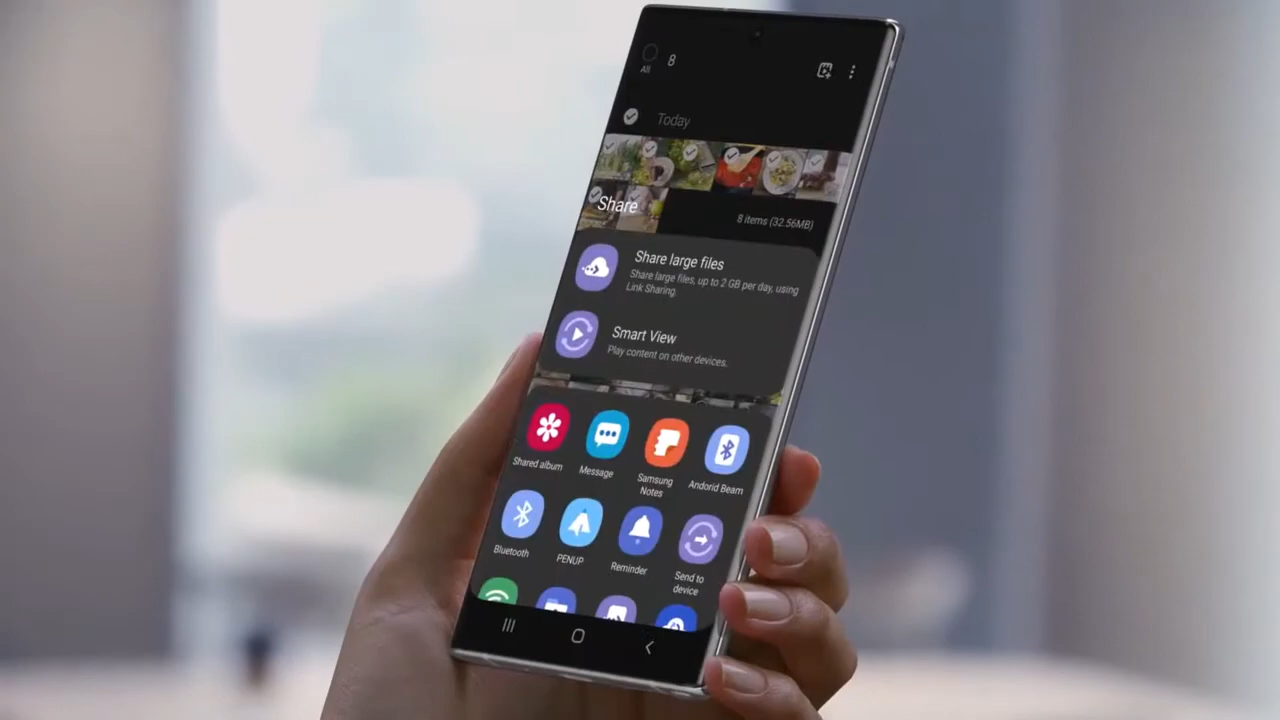 All
8
Today
Share
8 items (32.56MB)
Share large files
Share large files, up to 2 GB per day, using
Link Sharing.
Smart View
Play content on other devices.
Shared album
Message
Samsung
Notes
Andorid Beam
Bluetooth
PENUP
Reminder
Send to
device